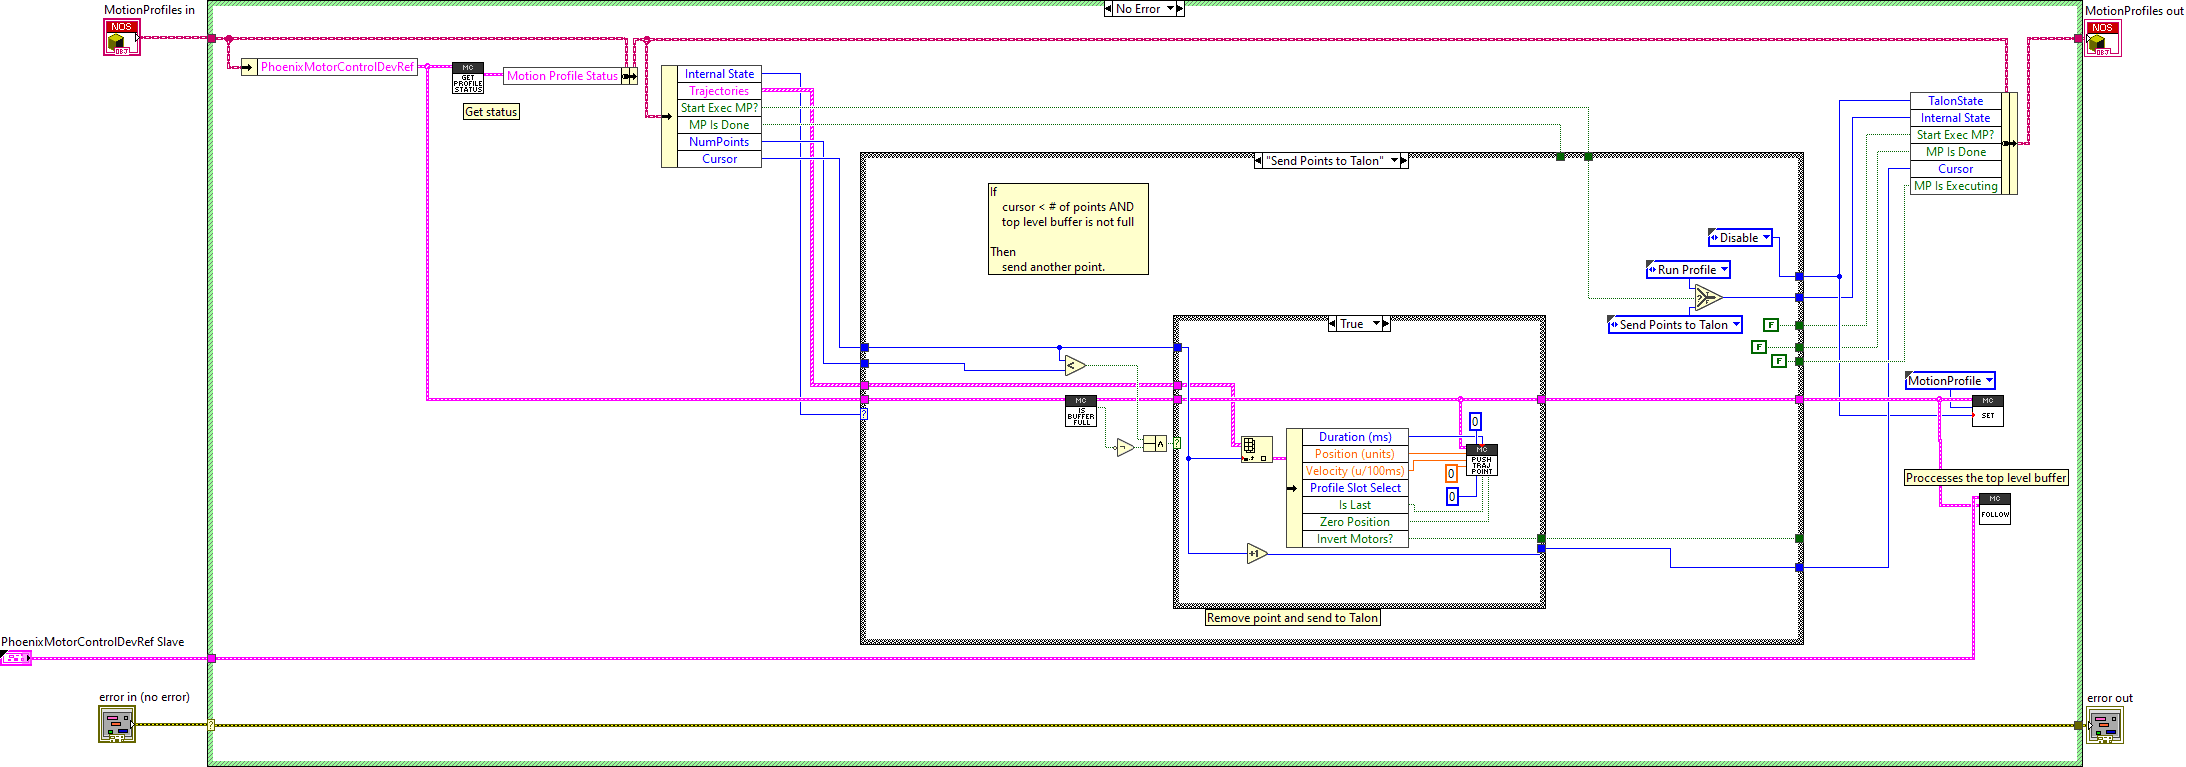 MotionProfiles in
NOS
OBJ
No Error
MotionProfiles out
NOS
OBJ
PhoenixMotorControlDevRef
MC
GET
PROFILE
STATUS
Motion Profile Status
Get status
Internal State
Trajectories
Start Exec MP?
MP Is Done
NumPoints
Cursor
TalonState
Internal State
Start Exec MP?
MP Is Done
Cursor
MP Is Executing
"Send Points to Talon"
If
cursor < # of points AND
top level buffer is not full
Then
send another point.
Disable
Run Profile
?
Send Points to Talon
F
F
F
True
<
MC
IS
BUFFER
FULL
?
?
MotionProfile
MC
SET
0
Duration (ms)
Position (units)
Velocity (u/100ms)
Profile Slot Select
Is Last
Zero Position
Invert Motors?
MC
PUSH
TRAJ
POINT
0
0
+1
Proccesses the top level buffer
MC
FOLLOW
Remove point and send to Talon
PhoenixMotorControlDevRef Slave
error in (no error)
?
error out